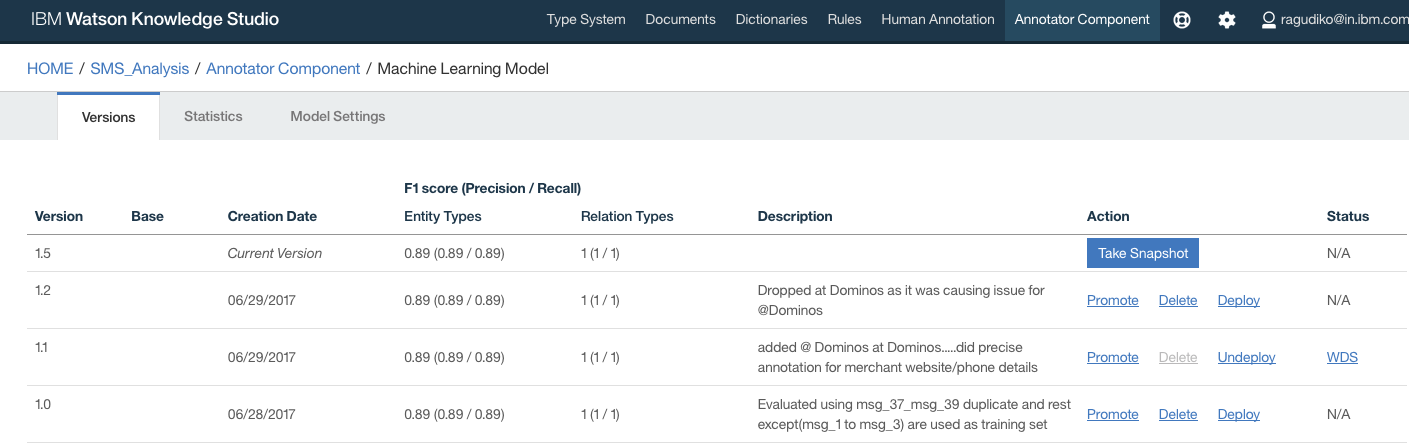 IBM Watson Knowledge Studio
Type System Documents Dictionaries Rules Human Annotation Annotator Component ragudiko@in.ibm.com
HOME / SMS_Analysis / Annotator Component / Machine Learning Model
Versions Statistics Model Settings
F1 score (Precision / Recall)
Version Base Creation Date Entity Types Relation Types Description Action Status
1.5 Current Version 0.89 (0.89 / 0.89) 1 (1 / 1) Take Snapshot N/A
1.2 06/29/2017 0.89 (0.89 / 0.89) 1 (1 / 1) Dropped at Dominos as it was causing issue for Promote Delete Deploy N/A
@Dominos
1.1 06/29/2017 0.89 (0.89 / 0.89) 1 (1 / 1) added @ Dominos at Dominos.....did precise Promote Delete Undeploy WDS
annotation for merchant website/phone details
1.0 06/28/2017 0.89 (0.89 / 0.89) 1 (1 / 1) Evaluated using msg_37_msg_39 duplicate and rest Promote Delete Deploy N/A
except(msg_1 to msg_3) are used as training set